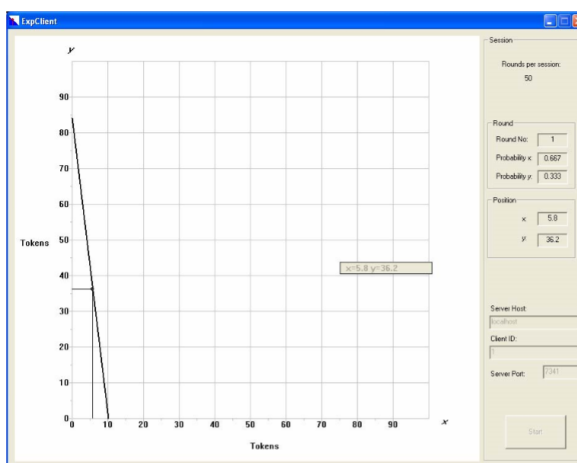 ExpClient
y
90
80
70
60
50
40
30
20
10
0
Tokens
0 10 20 30 40 50 60 70 80 90
x
Tokens
x=5.8 y=36.2
Session
Rounds per session:
50
Round
Round No: 1
Probability x: 0.667
Probability y: 0.333
Position
x 5.8
y 36.2
Server Host:
localhost
Client ID:
1
Server Port: 7341
Start